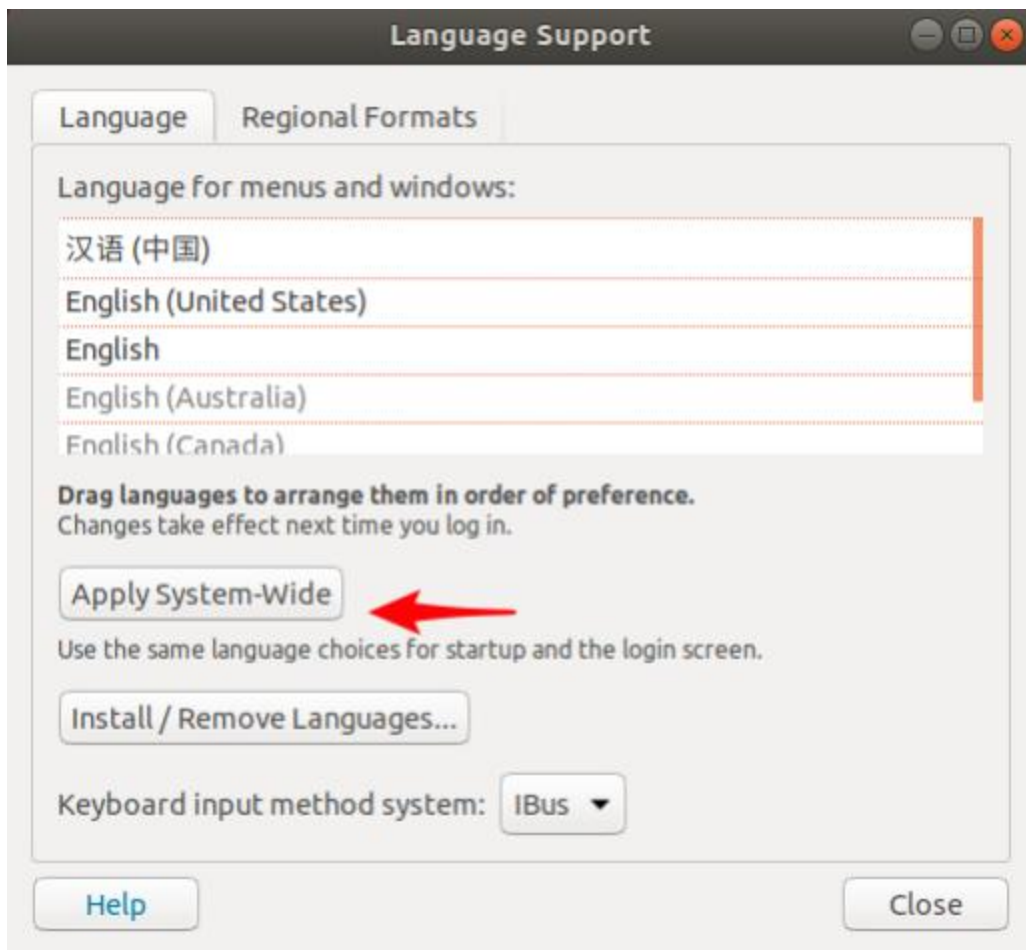 Language Support
Language
Regional Formats
Language for menus and windows:
汉语 (中国)
English (United States)
English
English (Australia)
English (Canada)
Drag languages to arrange them in order of preference.
Changes take effect next time you log in.
Apply System-Wide
Use the same language choices for startup and the login screen.
Install / Remove Languages...
Keyboard input method system: IBus
Help
Close